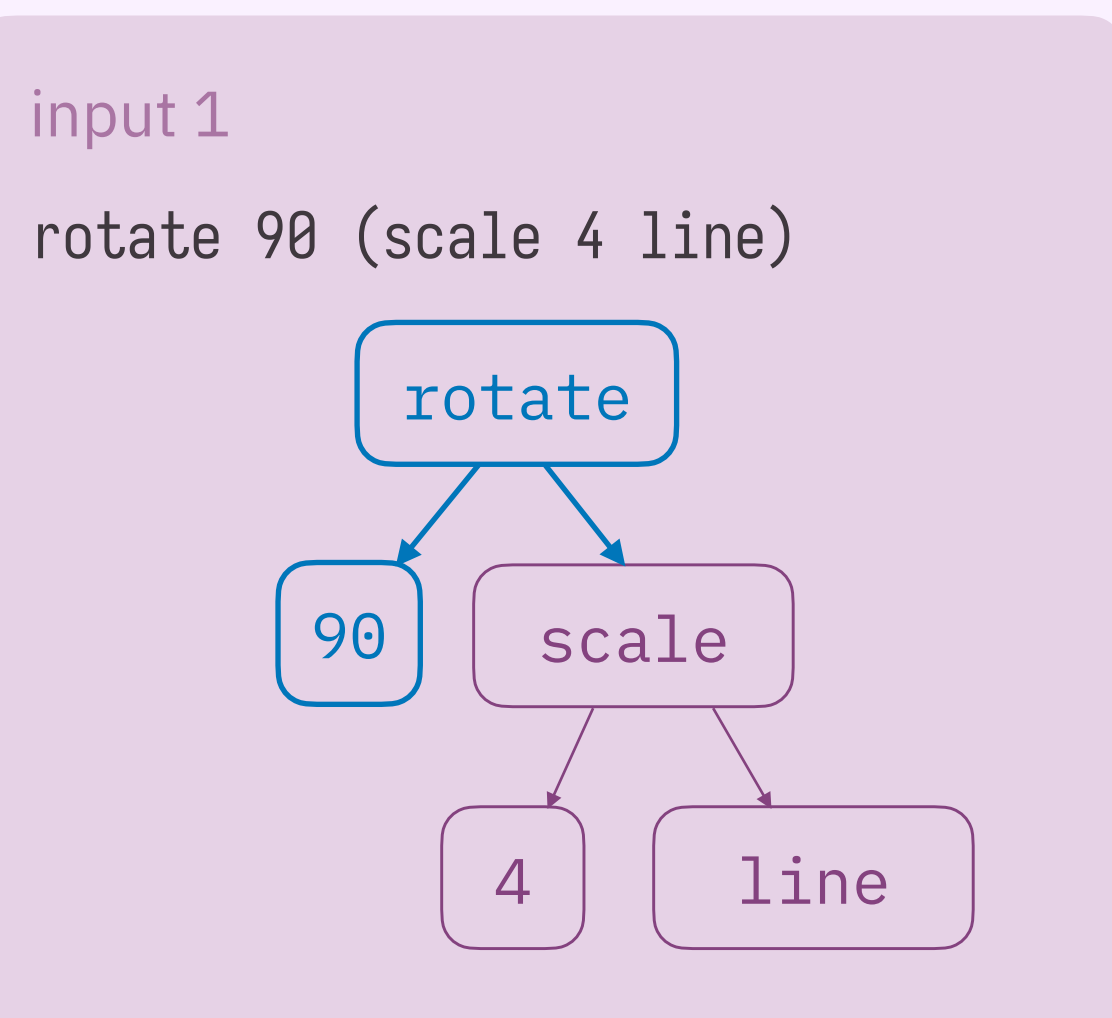 input 1
rotate 90 (scale 4 line)
rotate
90
scale
4
line